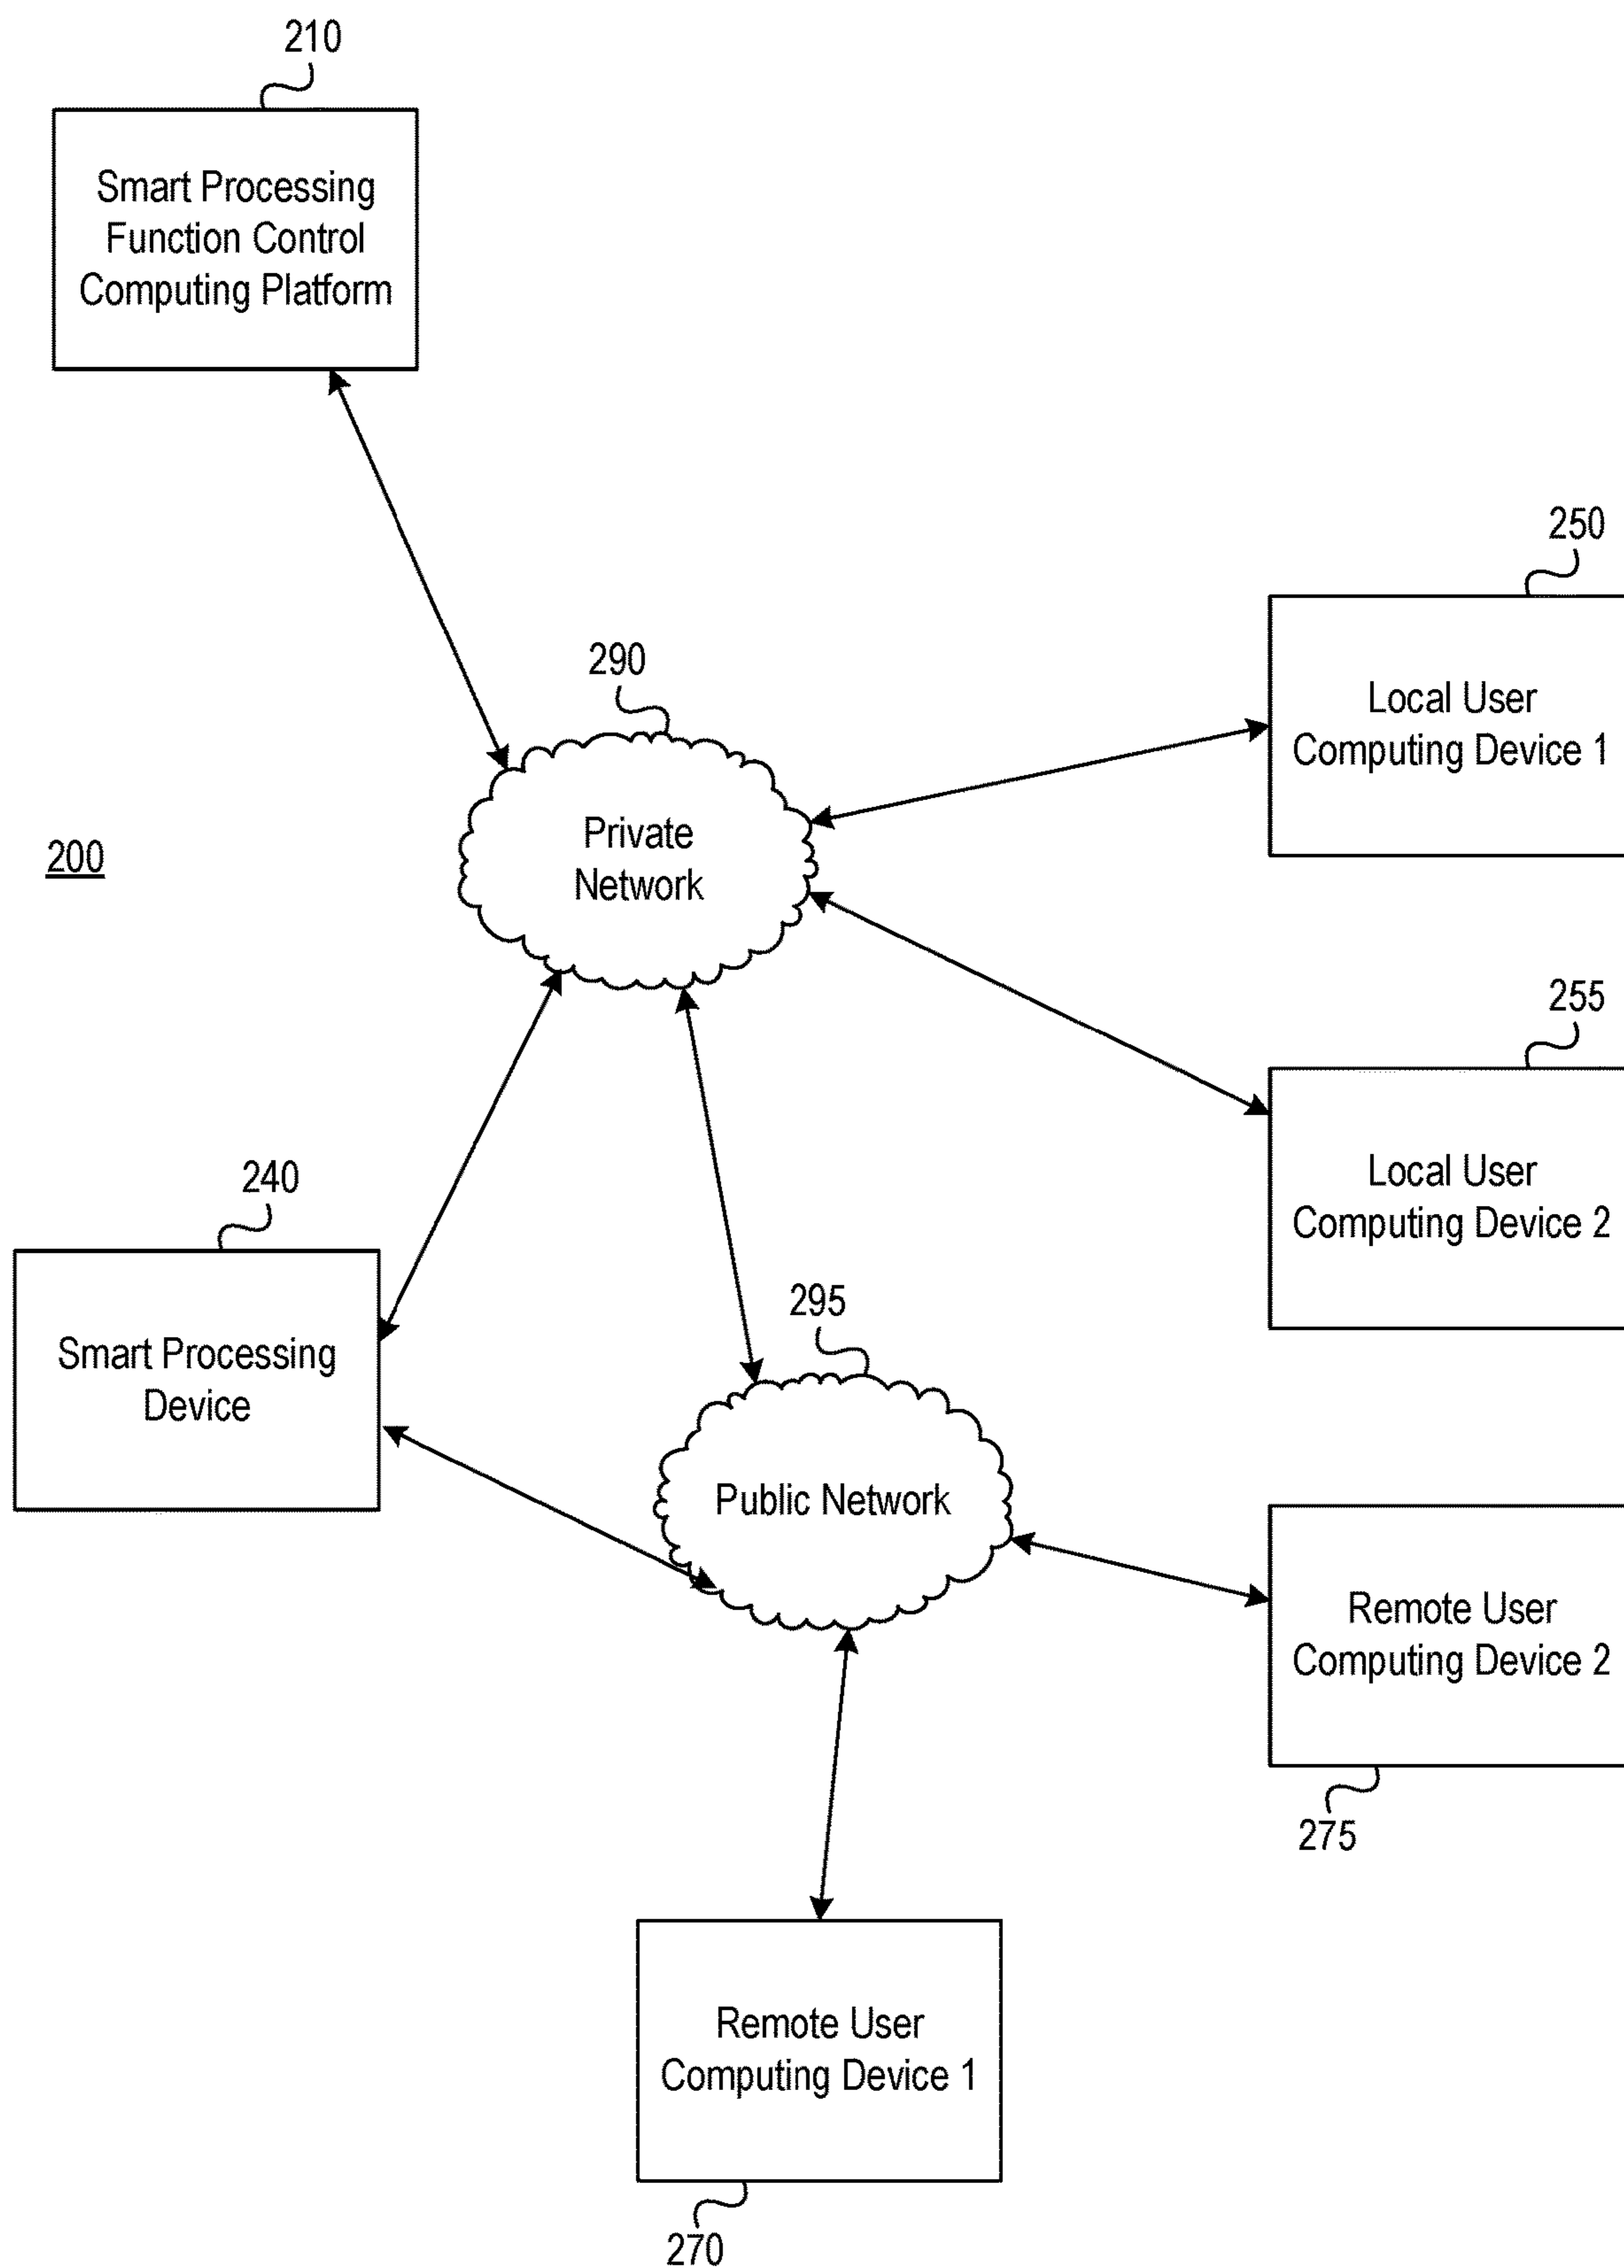 210
Smart Processing
Function Control
Computing Platform
250
Local User
Computing Device 1
290
Private
Network
200
255
Local User
Computing Device 2
240
Smart Processing
Device
295
Public Network
Remote User
Computing Device 2
275
Remote User
Computing Device 1
270